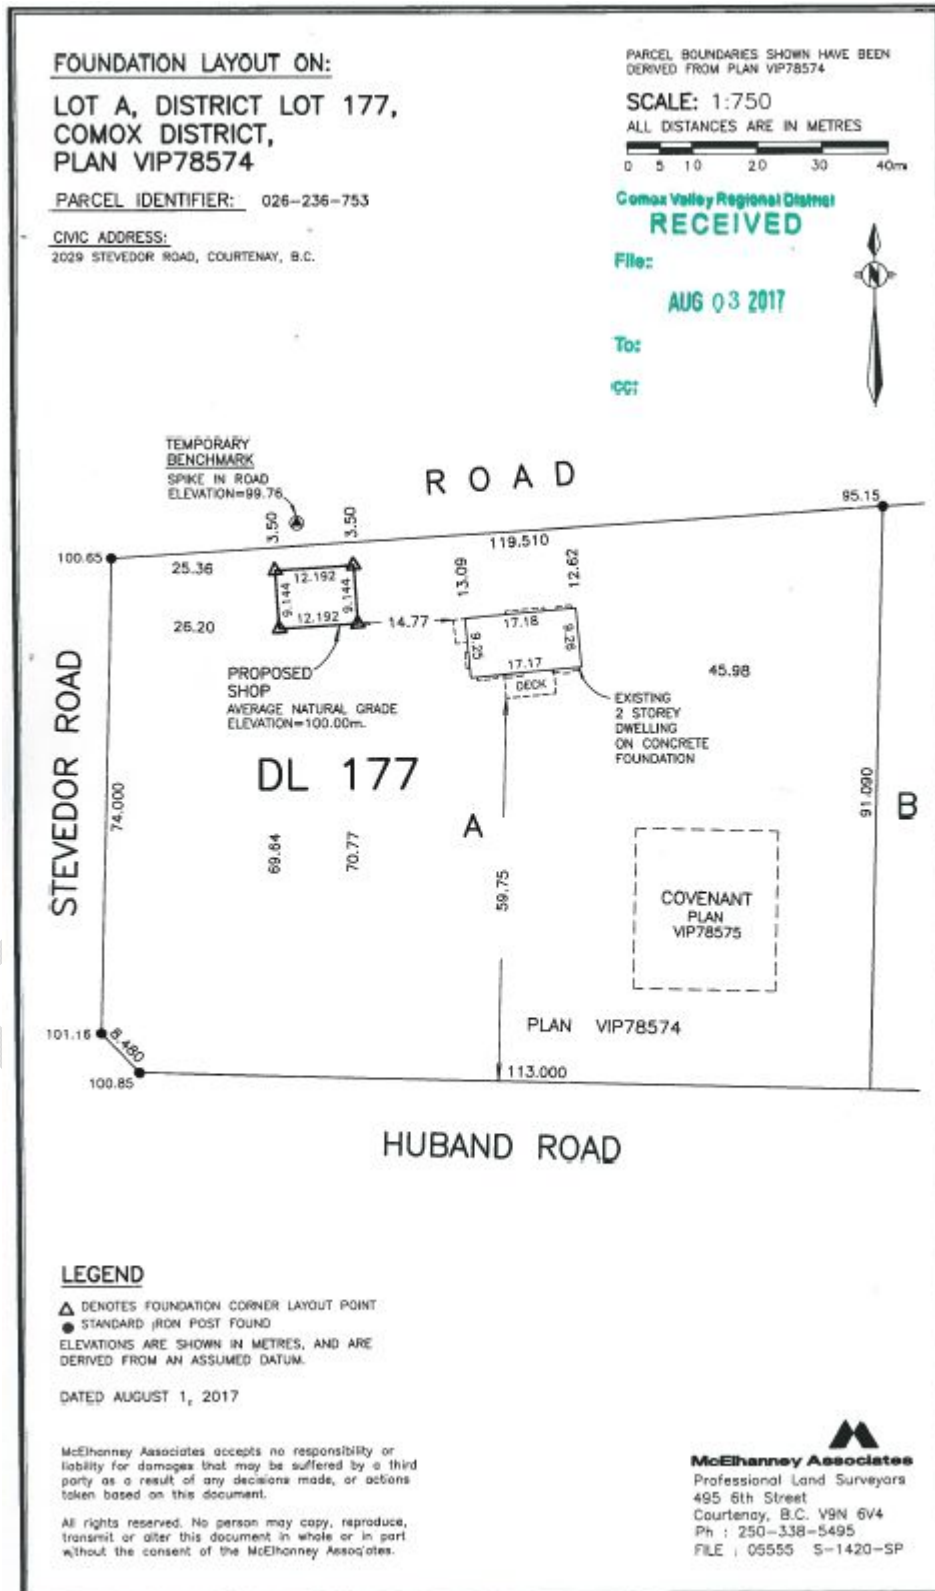 FOUNDATION LAYOUT ON:
LOT A, DISTRICT LOT 177,
COMOX DISTRICT,
PLAN VIP78574
PARCEL IDENTIFIER: 026-236-753
CIVIC ADDRESS:
2029 STEVEDOR ROAD, COURTENAY, B.C.
PARCEL BOUNDARIES SHOWN HAVE BEEN
DERIVED FROM PLAN VIP78574
SCALE: 1:750
ALL DISTANCES ARE IN METRES
0 5 10 20 30 40m
Comox Valley Regional District
RECEIVED
File:
AUG 03 2017
To:
cc:
N
TEMPORARY
BENCHMARK
SPIKE IN ROAD
ELEVATION=99.76
ROAD
95.15
3.50
3.50
100.65
119.510
25.36
12.192
13.09
12.62
9.144
9.144
26.20
12.192
14.77
17.18
9.25
9.26
17.17
DECK
45.98
PROPOSED
SHOP
AVERAGE NATURAL GRADE
ELEVATION=100.00m.
EXISTING
2 STOREY
DWELLING
ON CONCRETE
FOUNDATION
STEVEDOR ROAD
DL 177
74.000
A
91.090
B
69.64
70.77
59.75
COVENANT
PLAN
VIP78575
PLAN VIP78574
101.16
8.480
100.85
113.000
HUBAND ROAD
LEGEND
DENOTES FOUNDATION CORNER LAYOUT POINT
STANDARD IRON POST FOUND
ELEVATIONS ARE SHOWN IN METRES, AND ARE
DERIVED FROM AN ASSUMED DATUM.
DATED AUGUST 1, 2017
McElhanney Associates accepts no responsibility or
liability for damages that may be suffered by a third
party as a result of any decisions made, or actions
taken based on this document.
All rights reserved. No person may copy, reproduce,
transmit or alter this document in whole or in part
without the consent of the McElhanney Associates.
McElhanney Associates
Professional Land Surveyors
495 6th Street
Courtenay, B.C. V9N 6V4
Ph : 250-338-5495
FILE : 05555 S-1420-SP